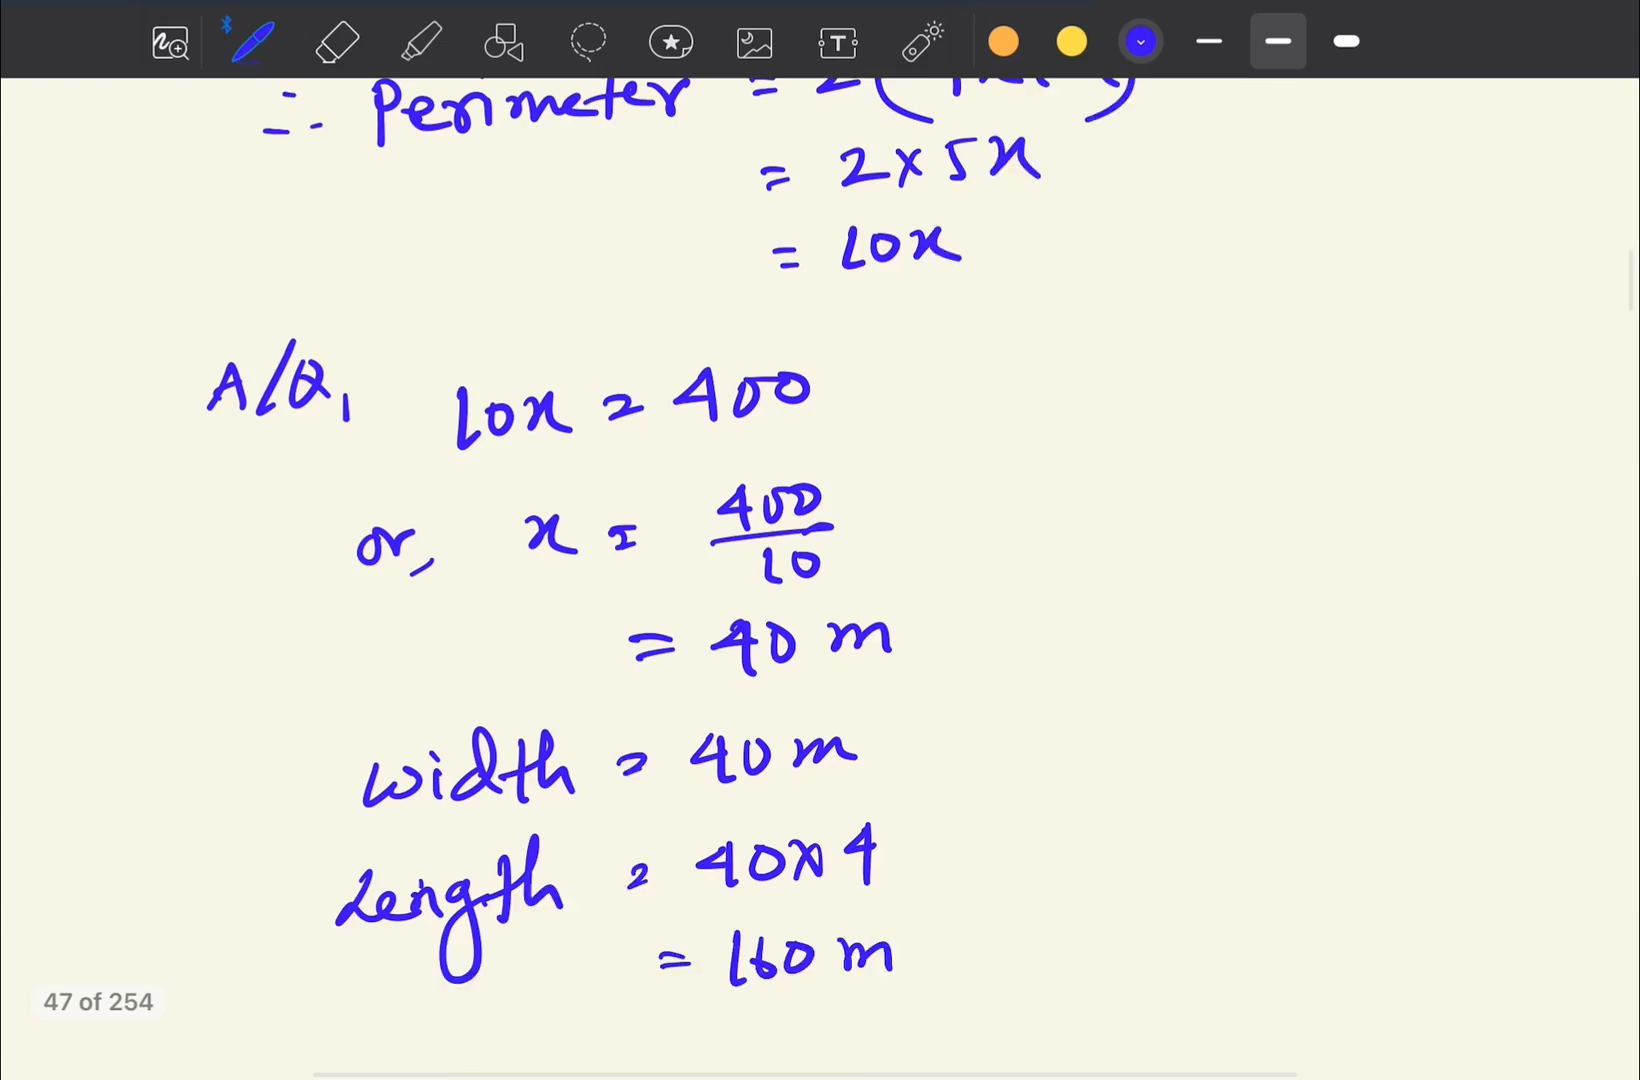 ∴ Perimeter = 2(
= 2×5x
= 10x
A/Q, 10x = 400
or, x = 400/10
= 40 m
width = 40 m
Length = 40×4
= 160 m
47 of 254